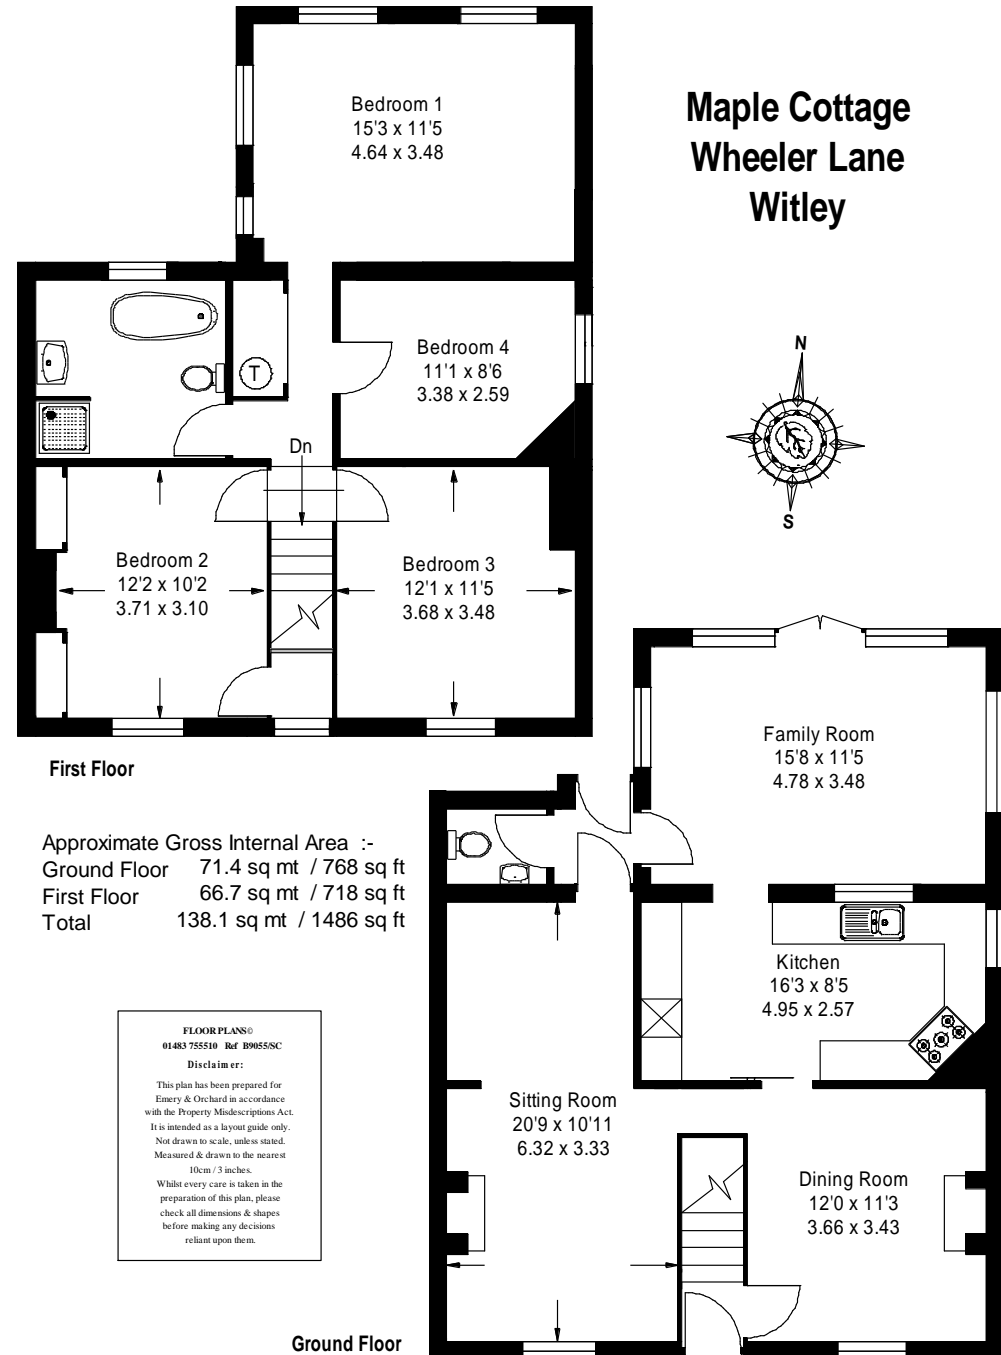 Maple Cottage
Wheeler Lane
Witley
Bedroom 1
15'3 x 11'5
4.64 x 3.48
Bedroom 4
11'1 x 8'6
3.38 x 2.59
T
Dn
Bedroom 2
12'2 x 10'2
3.71 x 3.10
Bedroom 3
12'1 x 11'5
3.68 x 3.48
First Floor
N
S
Approximate Gross Internal Area :-
Ground Floor 71.4 sq mt / 768 sq ft
First Floor 66.7 sq mt / 718 sq ft
Total 138.1 sq mt / 1486 sq ft
Family Room
15'8 x 11'5
4.78 x 3.48
Kitchen
16'3 x 8'5
4.95 x 2.57
Sitting Room
20'9 x 10'11
6.32 x 3.33
Dining Room
12'0 x 11'3
3.66 x 3.43
Ground Floor
FLOORPLANS©
01483 755510 Ref B9055/SC
Disclaimer:
This plan has been prepared for
Emery & Orchard in accordance
with the Property Misdescriptions Act.
It is intended as a layout guide only.
Not drawn to scale, unless stated.
Measured & drawn to the nearest
10cm / 3 inches.
Whilst every care is taken in the
preparation of this plan, please
check all dimensions & shapes
before making any decisions
reliant upon them.